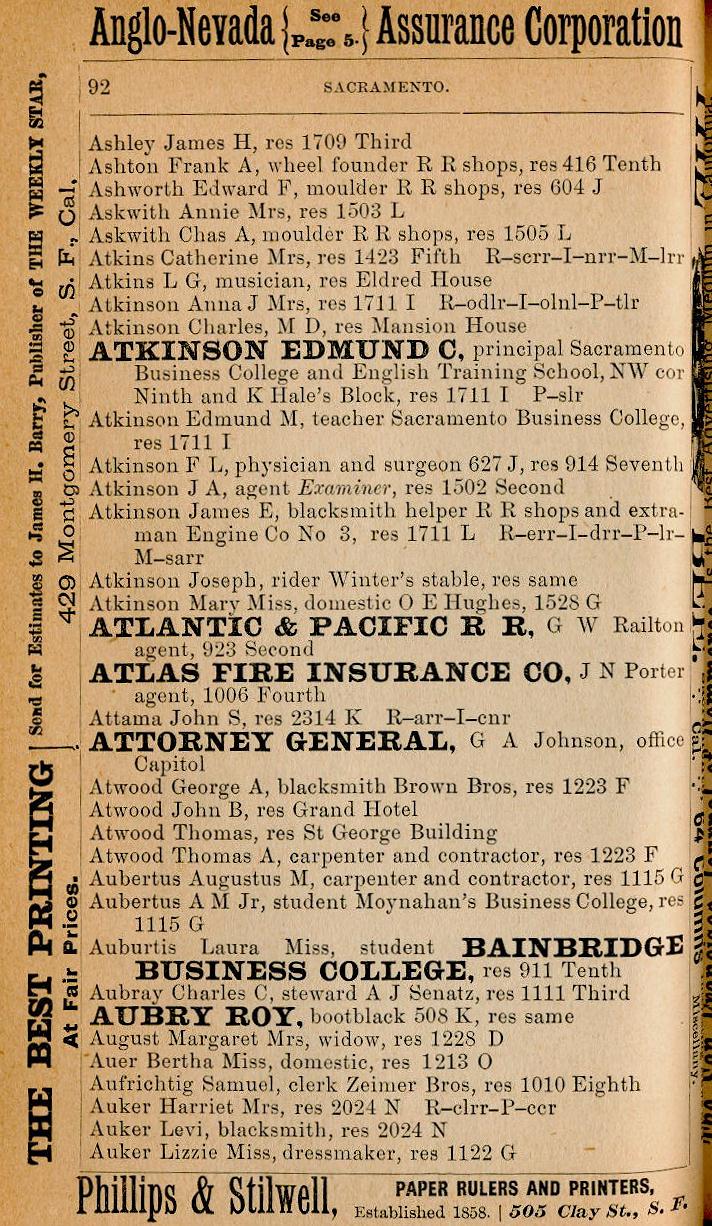 Anglo-Nevada { See Page 5. } Assurance Corporation
92 SACRAMENTO.
Ashley James H, res 1709 Third
Ashton Frank A, wheel founder R R shops, res 416 Tenth
Ashworth Edward F, moulder R R shops, res 604 J
Askwith Annie Mrs, res 1503 L
Askwith Chas A, moulder R R shops, res 1505 L
Atkins Catherine Mrs, res 1423 Fifth R–scrr–I–nrr–M–lrr
Atkins L G, musician, res Eldred House
Atkinson Anna J Mrs, res 1711 I R–odlr–I–olnl–P–tlr
Atkinson Charles, M D, res Mansion House
ATKINSON EDMUND C, principal Sacramento
Business College and English Training School, NW cor
Ninth and K Hale's Block, res 1711 I P–slr
Atkinson Edmund M, teacher Sacramento Business College,
res 1711 I
Atkinson F L, physician and surgeon 627 J, res 914 Seventh
Atkinson J A, agent Examiner, res 1502 Second
Atkinson James E, blacksmith helper R R shops and extra-
man Engine Co No 3, res 1711 L R–err–I–drr–P–lr–
M–sarr
Atkinson Joseph, rider Winter's stable, res same
Atkinson Mary Miss, domestic O E Hughes, 1528 G
ATLANTIC & PACIFIC R R, G W Railton
agent, 923 Second
ATLAS FIRE INSURANCE CO, J N Porter
agent, 1006 Fourth
Attama John S, res 2314 K R–arr–I–cnr
ATTORNEY GENERAL, G A Johnson, office
Capitol
Atwood George A, blacksmith Brown Bros, res 1223 F
Atwood John B, res Grand Hotel
Atwood Thomas, res St George Building
Atwood Thomas A, carpenter and contractor, res 1223 F
Aubertus Augustus M, carpenter and contractor, res 1115 G
Aubertus A M Jr, student Moynahan's Business College, res
1115 G
Auburtis Laura Miss, student BAINBRIDGE
BUSINESS COLLEGE, res 911 Tenth
Aubray Charles C, steward A J Senatz, res 1111 Third
AUBRY ROY, bootblack 508 K, res same
August Margaret Mrs, widow, res 1228 D
Auer Bertha Miss, domestic, res 1213 O
Aufrichtig Samuel, clerk Zeimer Bros, res 1010 Eighth
Auker Harriet Mrs, res 2024 N R–clrr–P–ccr
Auker Levi, blacksmith, res 2024 N
Auker Lizzie Miss, dressmaker, res 1122 G
Phillips & Stilwell, PAPER RULERS AND PRINTERS,
Established 1858. | 505 Clay St., S. F.
THE BEST PRINTING
At Fair Prices.
Send for Estimates to James H. Barry, Publisher of THE WEEKLY STAR,
429 Montgomery Street, S. F., Cal.